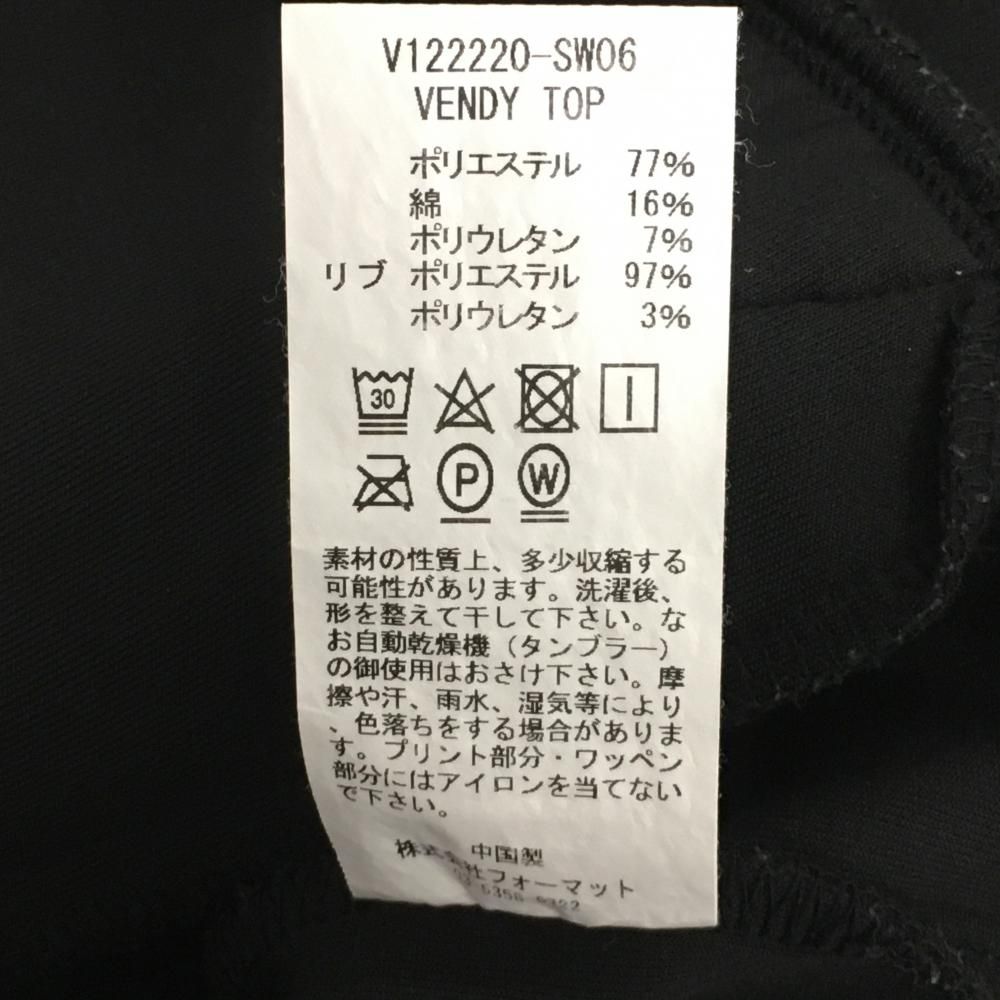 V122220-SW06
VENDY TOP
ポリエステル 77%
綿 16%
ポリウレタン 7%
リブ ポリエステル 97%
ポリウレタン 3%
30
P W
素材の性質上、多少収縮する
可能性があります。洗濯後、
形を整えて干して下さい。な
お自動乾燥機(タンブラー)
の御使用はおさけ下さい。摩
擦や汗、雨水、湿気等により
、色落ちをする場合がありま
す。プリント部分・ワッペン
部分にはアイロンを当てない
で下さい。
中国製
株式会社フォーマット